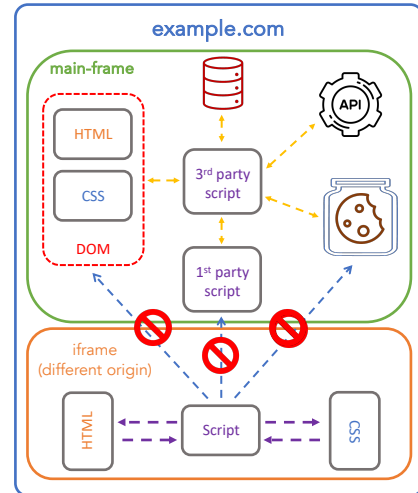 example.com
main-frame
HTML
CSS
DOM
API
3rd party
script
1st party
script
iframe
(different origin)
HTML
Script
CSS